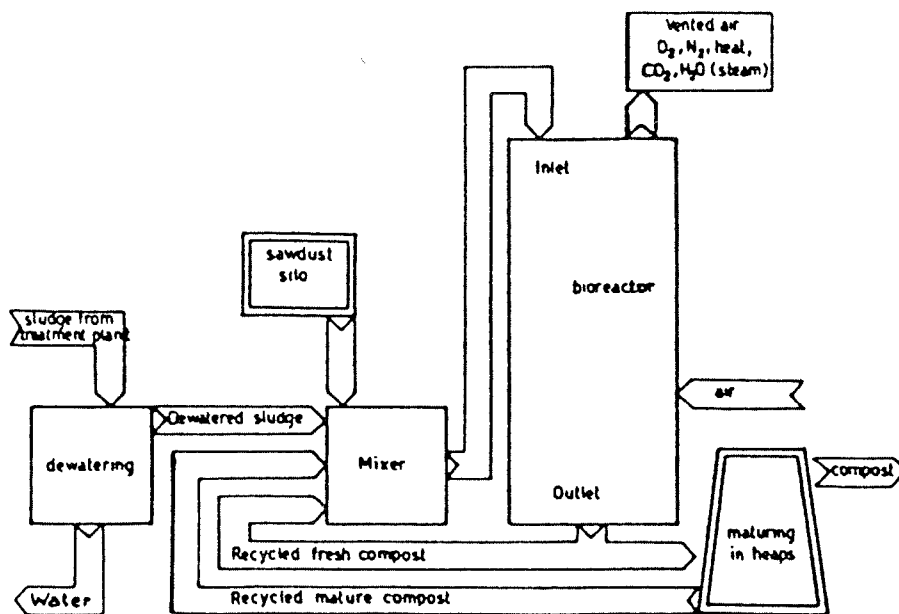 Vented air
O₂, N₂, heat,
CO₂, H₂O (steam)
Inlet
sawdust
silo
bioreactor
sludge from
treatment plant
air
Dewatered sludge
dewatering
Mixer
compost
Outlet
maturing
in heaps
Recycled fresh compost
Water
Recycled mature compost